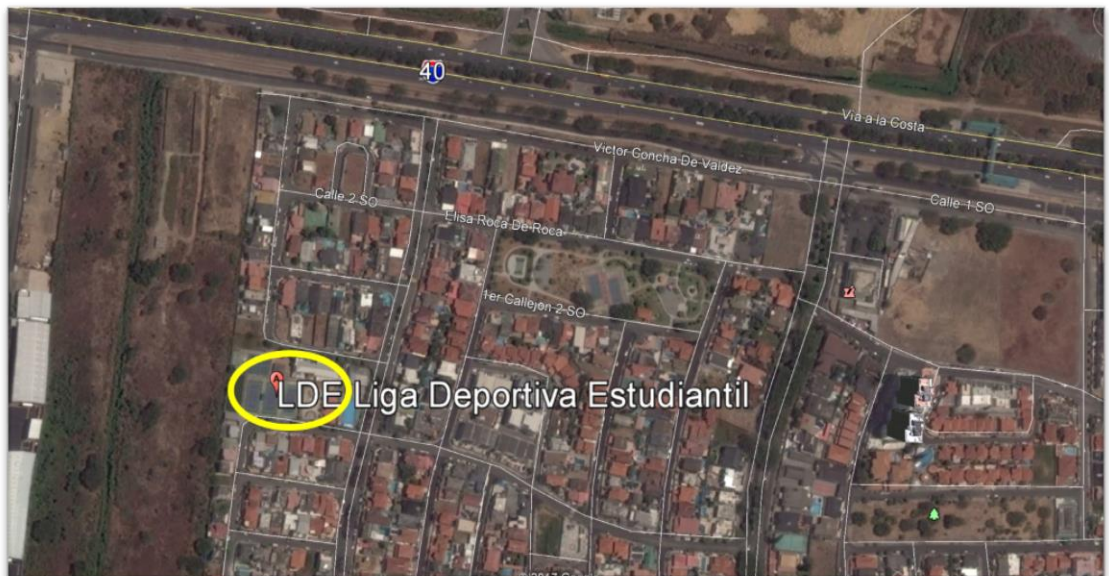 40
Vía a la Costa
Victor Concha De Valdez
Calle 2 SO
Calle 1 SO
Elisa Roca De Roca
1er Callejon 2 SO
LDE Liga Deportiva Estudiantil